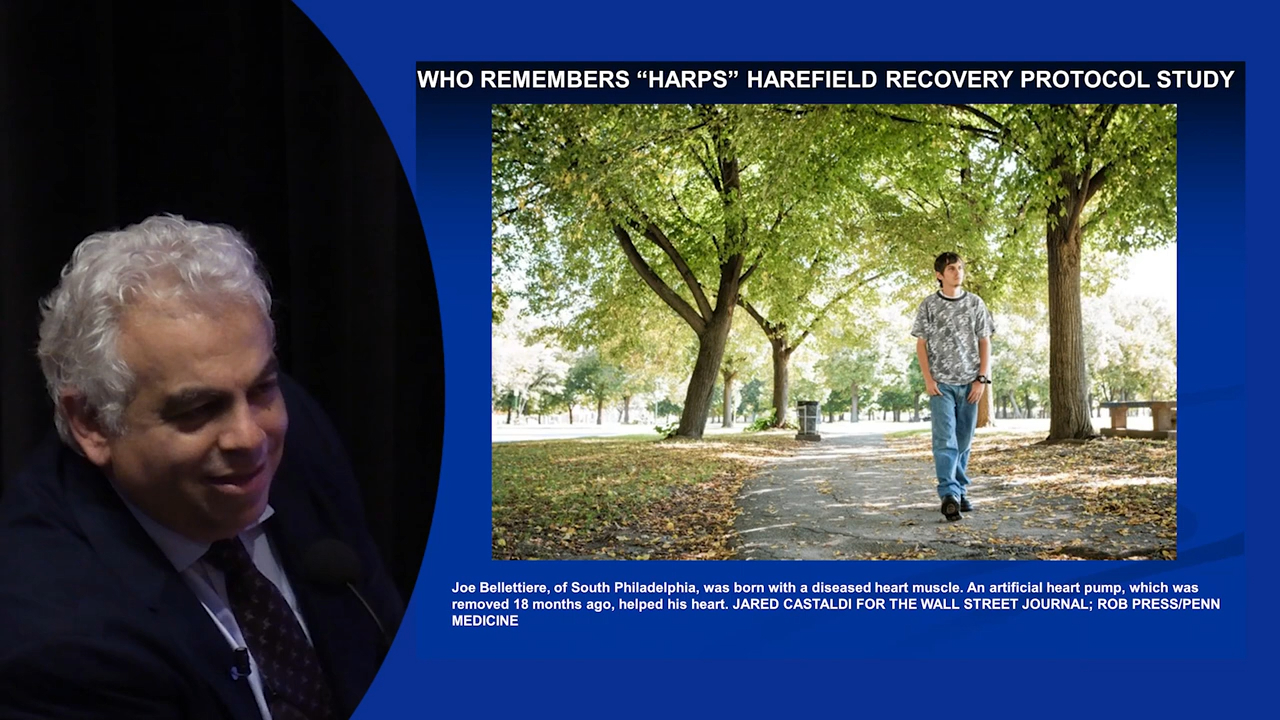 WHO REMEMBERS “HARPS” HAREFIELD RECOVERY PROTOCOL STUDY
Joe Bellettiere, of South Philadelphia, was born with a diseased heart muscle. An artificial heart pump, which was
removed 18 months ago, helped his heart. JARED CASTALDI FOR THE WALL STREET JOURNAL; ROB PRESS/PENN
MEDICINE